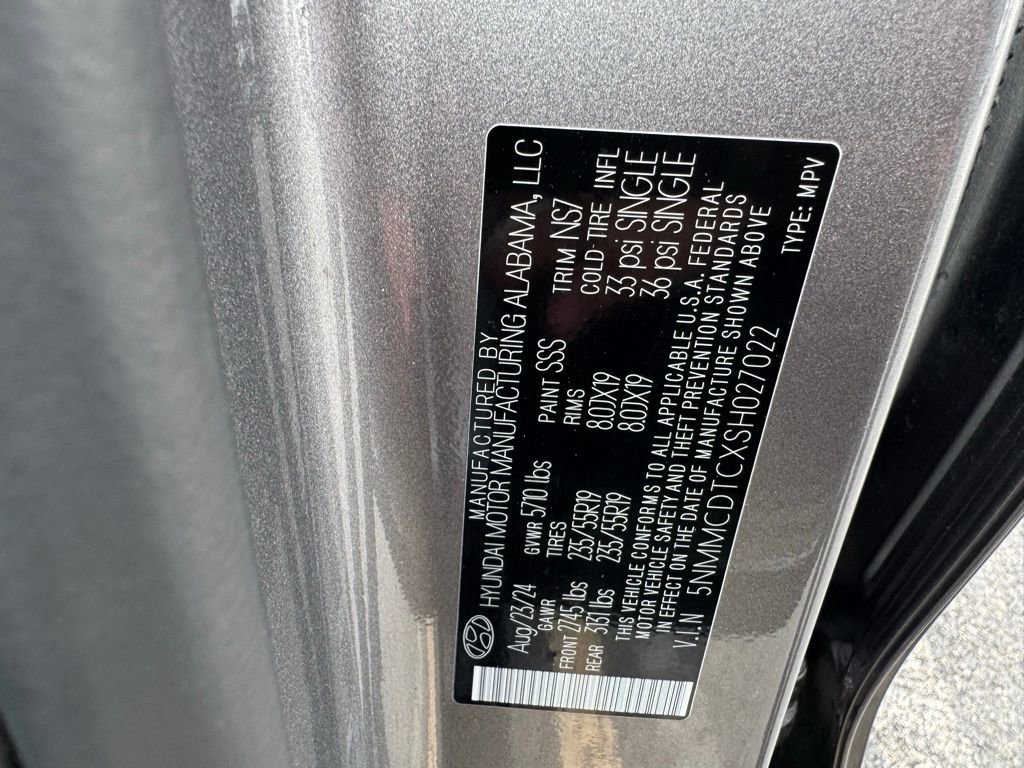 MANUFACTURED BY
HYUNDAI MOTOR MANUFACTURING ALABAMA, LLC
Aug/23/24 GVWR 5710 lbs PAINT SSS TRIM NS7
GAWR TIRES RIMS COLD TIRE INFL
FRONT 2745 lbs 235/55R19 8.0JX19 33 psi SINGLE
REAR 3131 lbs 235/55R19 8.0JX19 36 psi SINGLE
THIS VEHICLE CONFORMS TO ALL APPLICABLE U.S.A. FEDERAL
MOTOR VEHICLE SAFETY AND THEFT PREVENTION STANDARDS
IN EFFECT ON THE DATE OF MANUFACTURE SHOWN ABOVE
V.I.N 5NMMCDTCXSH027022 TYPE: MPV